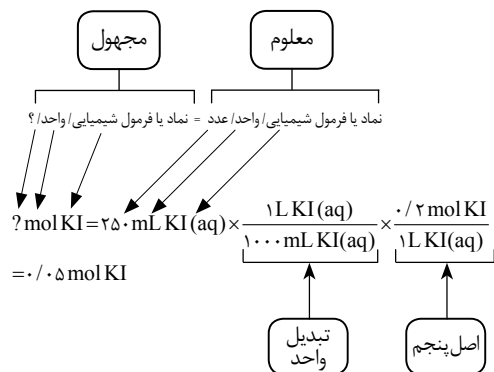 مجهول
معلوم
نماد یا فرمول شیمیایی/ واحد/ عدد = نماد یا فرمول شیمیایی/ واحد/ ؟
? mol KI = ۲۵۰ mL KI (aq) × ۱L KI (aq) / ۱۰۰۰ mL KI(aq) × ۰/۲ mol KI / ۱L KI(aq)
= ۰/۰۵ mol KI
تبدیل
واحد
اصل پنجم